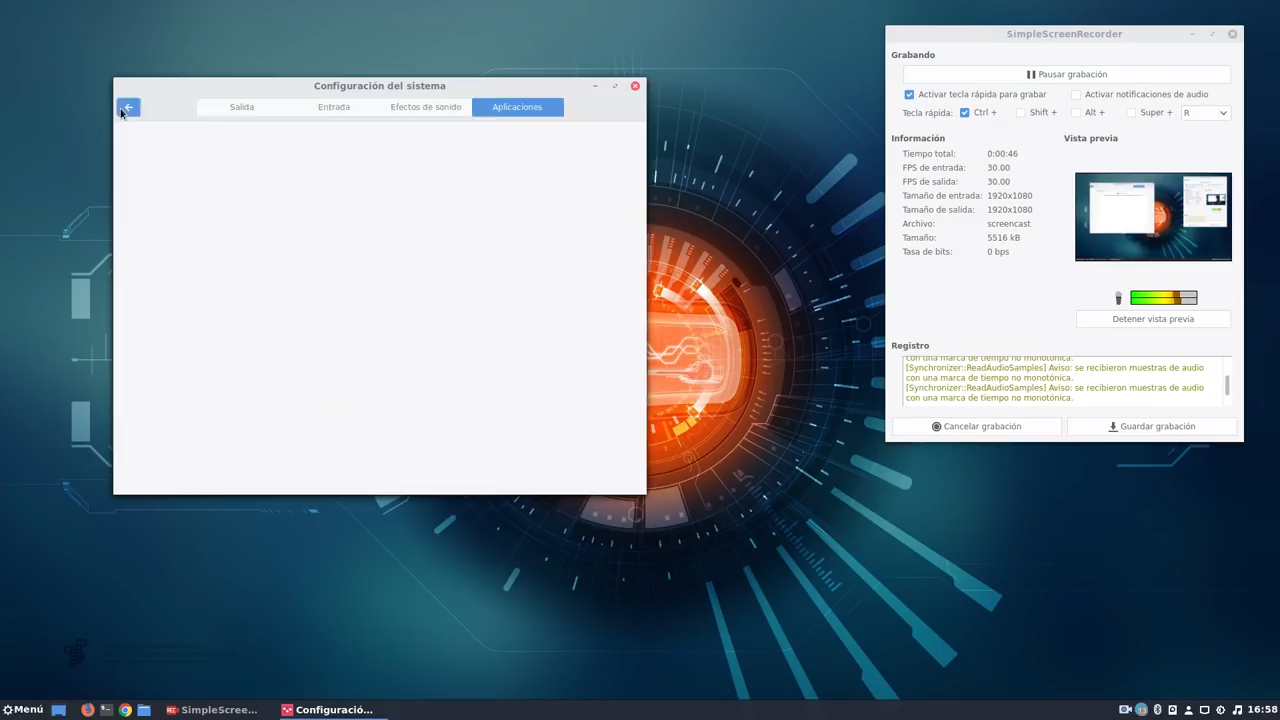 SimpleScreenRecorder
Grabando
Pausar grabación
Activar tecla rápida para grabar
Activar notificaciones de audio
Tecla rápida:
Ctrl +
Shift +
Alt +
Super +
R
Información
Vista previa
Tiempo total: 0:00:46
FPS de entrada: 30.00
FPS de salida: 30.00
Tamaño de entrada: 1920x1080
Tamaño de salida: 1920x1080
Archivo: screencast
Tamaño: 5516 kB
Tasa de bits: 0 bps
Detener vista previa
Registro
con una marca de tiempo no monotónica.
[Synchronizer::ReadAudioSamples] Aviso: se recibieron muestras de audio
con una marca de tiempo no monotónica.
[Synchronizer::ReadAudioSamples] Aviso: se recibieron muestras de audio
con una marca de tiempo no monotónica.
Cancelar grabación
Guardar grabación
Configuración del sistema
Salida
Entrada
Efectos de sonido
Aplicaciones
Menú
REC
SimpleScree...
Configuració...
13
16:58